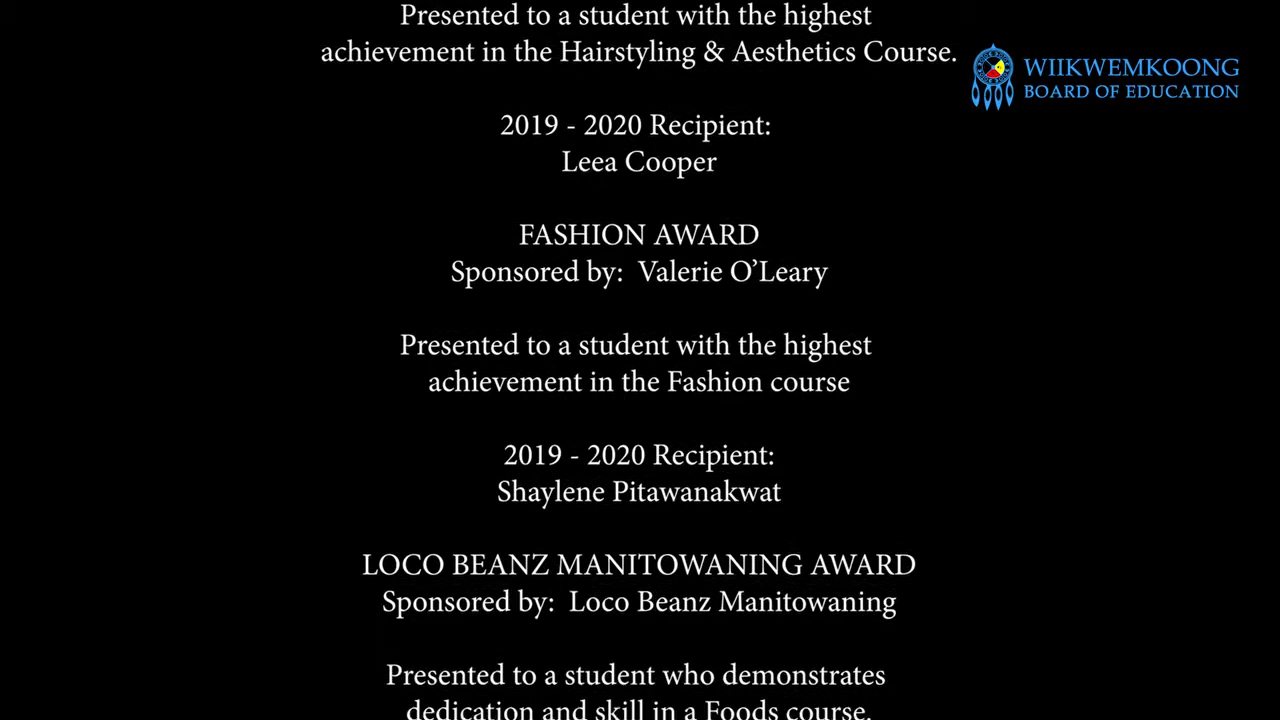 Presented to a student with the highest
achievement in the Hairstyling & Aesthetics Course.
WIIKWEMKOONG
BOARD OF EDUCATION
2019 - 2020 Recipient:
Leea Cooper
FASHION AWARD
Sponsored by:  Valerie O’Leary
Presented to a student with the highest
achievement in the Fashion course
2019 - 2020 Recipient:
Shaylene Pitawanakwat
LOCO BEANZ MANITOWANING AWARD
Sponsored by:  Loco Beanz Manitowaning
Presented to a student who demonstrates
dedication and skill in a Foods course.